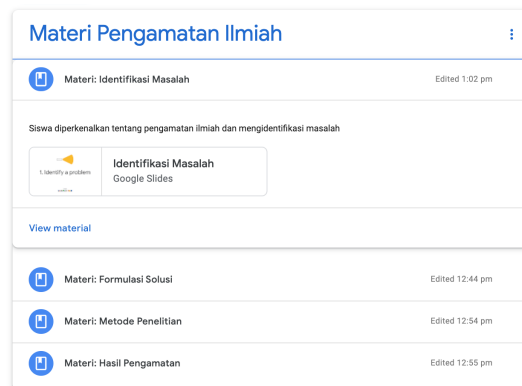 Materi Pengamatan Ilmiah
Materi: Identifikasi Masalah
Edited 1:02 pm
Siswa diperkenalkan tentang pengamatan ilmiah dan mengidentifikasi masalah
1. Identify a problem
Identifikasi Masalah
Google Slides
View material
Materi: Formulasi Solusi
Edited 12:44 pm
Materi: Metode Penelitian
Edited 12:54 pm
Materi: Hasil Pengamatan
Edited 12:55 pm